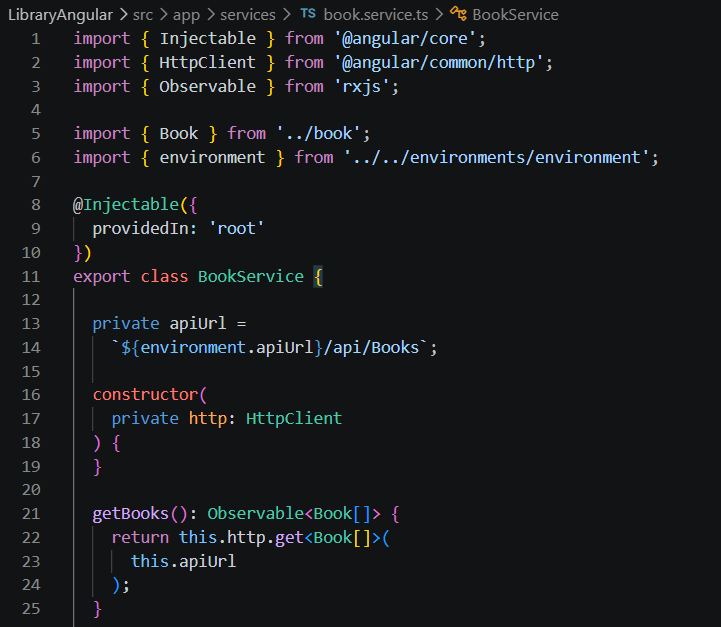 LibraryAngular > src > app > services > TS book.service.ts > BookService
1 import { Injectable } from '@angular/core';
2 import { HttpClient } from '@angular/common/http';
3 import { Observable } from 'rxjs';
4
5 import { Book } from '../book';
6 import { environment } from '../../environments/environment';
7
8 @Injectable({
9   providedIn: 'root'
10 })
11 export class BookService {
12
13   private apiUrl =
14     `${environment.apiUrl}/api/Books`;
15
16   constructor(
17     private http: HttpClient
18   ) {
19   }
20
21   getBooks(): Observable<Book[]> {
22     return this.http.get<Book[]>(
23       this.apiUrl
24     );
25   }